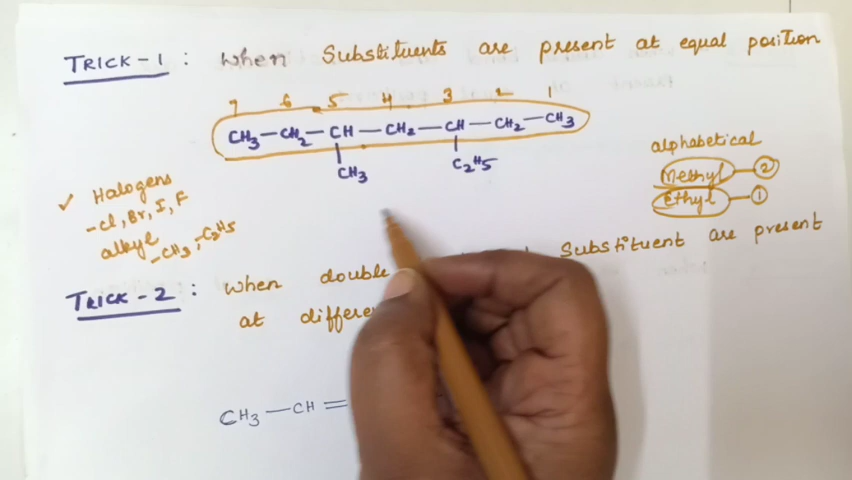 TRICK-1 : when Substituents are present at equal position
7 6 5 4 3 2 1
CH3—CH2—CH—CH2—CH—CH2—CH3
CH3 C2H5
alphabetical
Methyl—2
Ethyl—1
✓ Halogens
-Cl, Br, I, F
alkyl
-CH3, -C2H5
TRICK-2 : when double Substituent are present
at differe
CH3—CH=